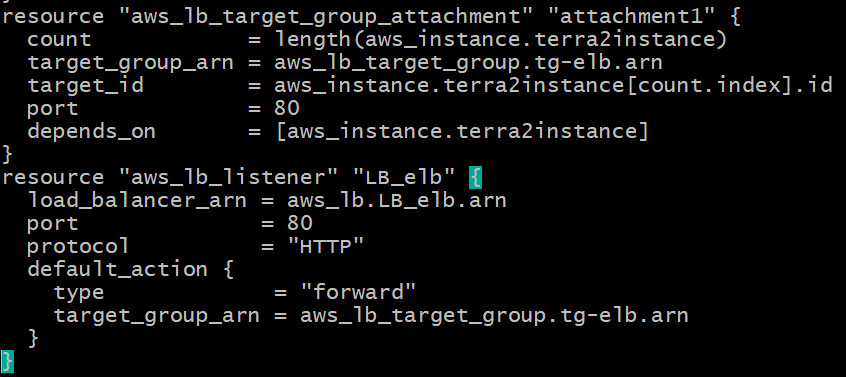 resource "aws_lb_target_group_attachment" "attachment1" {
  count            = length(aws_instance.terra2instance)
  target_group_arn = aws_lb_target_group.tg-elb.arn
  target_id        = aws_instance.terra2instance[count.index].id
  port             = 80
  depends_on       = [aws_instance.terra2instance]
}
resource "aws_lb_listener" "LB_elb" {
  load_balancer_arn = aws_lb.LB_elb.arn
  port              = 80
  protocol          = "HTTP"
  default_action {
    type             = "forward"
    target_group_arn = aws_lb_target_group.tg-elb.arn
  }
}